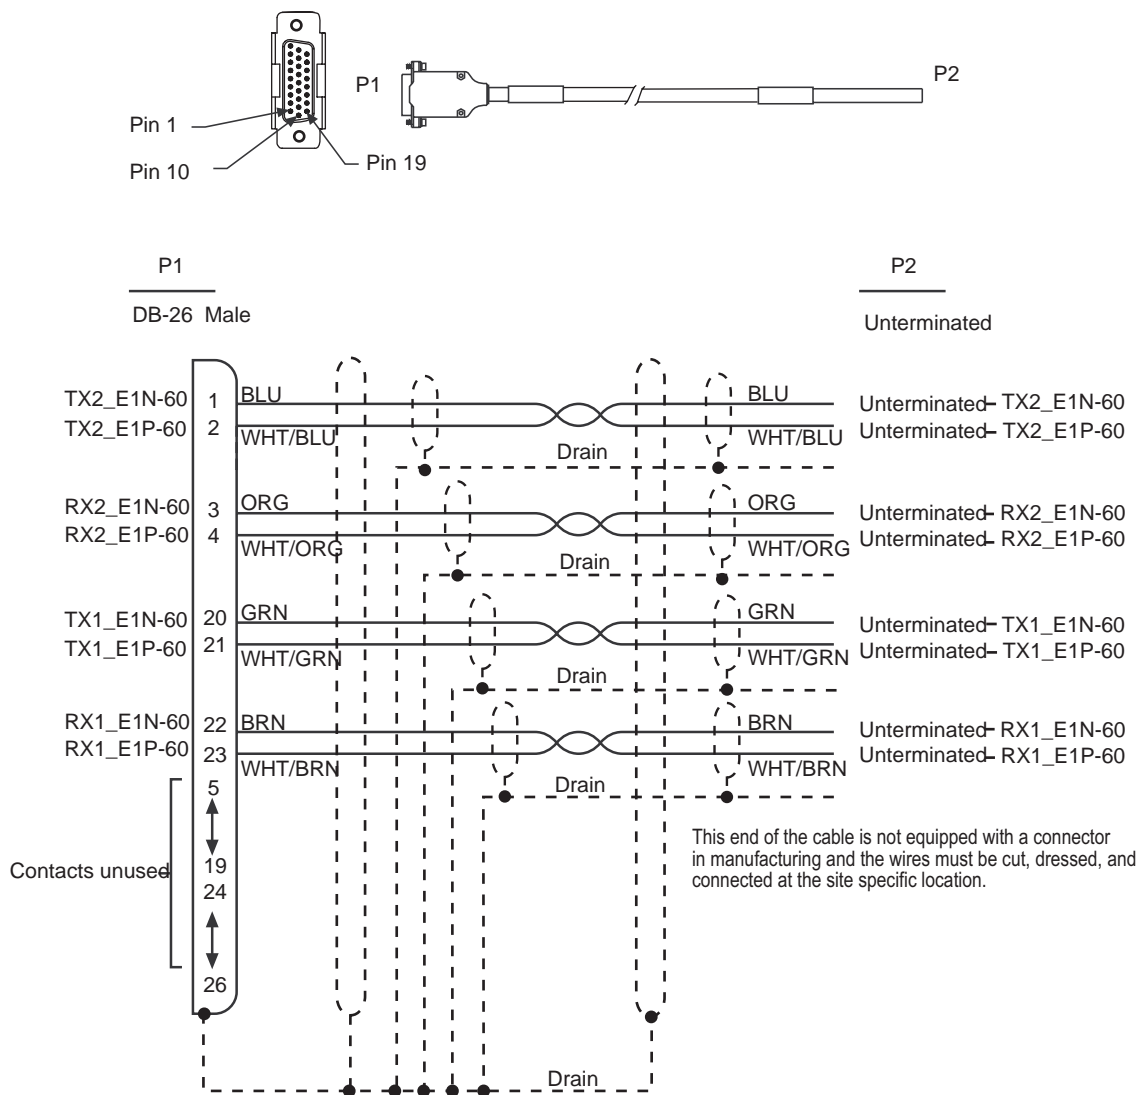 P1
P2
Pin 1
Pin 10
Pin 19
P1
P2
DB-26 Male
Unterminated
TX2_E1N-60 1 BLU BLU Unterminated TX2_E1N-60
TX2_E1P-60 2 WHT/BLU WHT/BLU Unterminated TX2_E1P-60
Drain
RX2_E1N-60 3 ORG ORG Unterminated RX2_E1N-60
RX2_E1P-60 4 WHT/ORG WHT/ORG Unterminated RX2_E1P-60
Drain
TX1_E1N-60 20 GRN GRN Unterminated TX1_E1N-60
TX1_E1P-60 21 WHT/GRN WHT/GRN Unterminated TX1_E1P-60
Drain
RX1_E1N-60 22 BRN BRN Unterminated RX1_E1N-60
RX1_E1P-60 23 WHT/BRN WHT/BRN Unterminated RX1_E1P-60
Drain
5
19
Contacts unused
24
26
This end of the cable is not equipped with a connector
in manufacturing and the wires must be cut, dressed, and
connected at the site specific location.
Drain